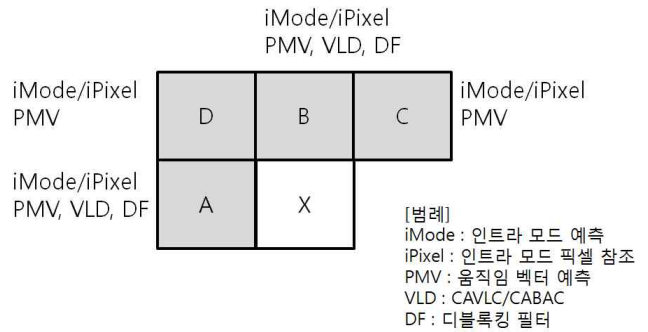 iMode/iPixel
PMV, VLD, DF
iMode/iPixel
PMV
D
B
C
iMode/iPixel
PMV
iMode/iPixel
PMV, VLD, DF
A
X
[범례]
iMode : 인트라 모드 예측
iPixel : 인트라 모드 픽셀 참조
PMV : 움직임 벡터 예측
VLD : CAVLC/CABAC
DF : 디블록킹 필터